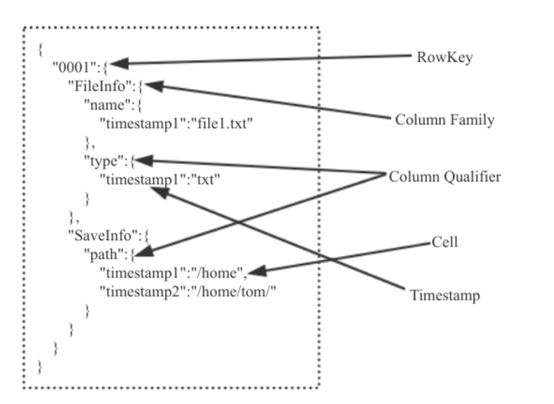 {
"0001":{
RowKey
"FileInfo":{
"name":{
"timestamp1":"file1.txt"
Column Family
},
"type":{
"timestamp1":"txt"
Column Qualifier
}
},
"SaveInfo":{
"path":{
Cell
"timestamp1":"/home",
"timestamp2":"/home/tom/"
Timestamp
}
}
}
}